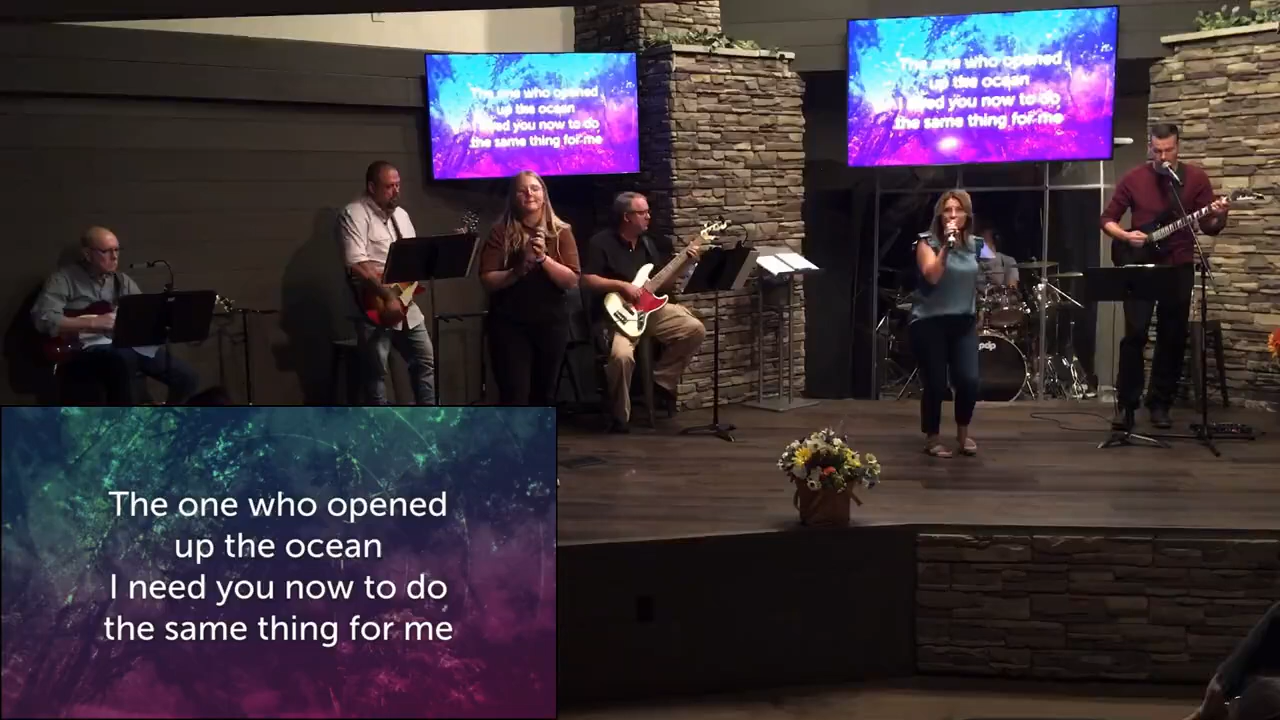 The one who opened
up the ocean
I need you now to do
the same thing for me
The one who opened
up the ocean
I need you now to do
the same thing for me
pdp
The one who opened
up the ocean
I need you now to do
the same thing for me